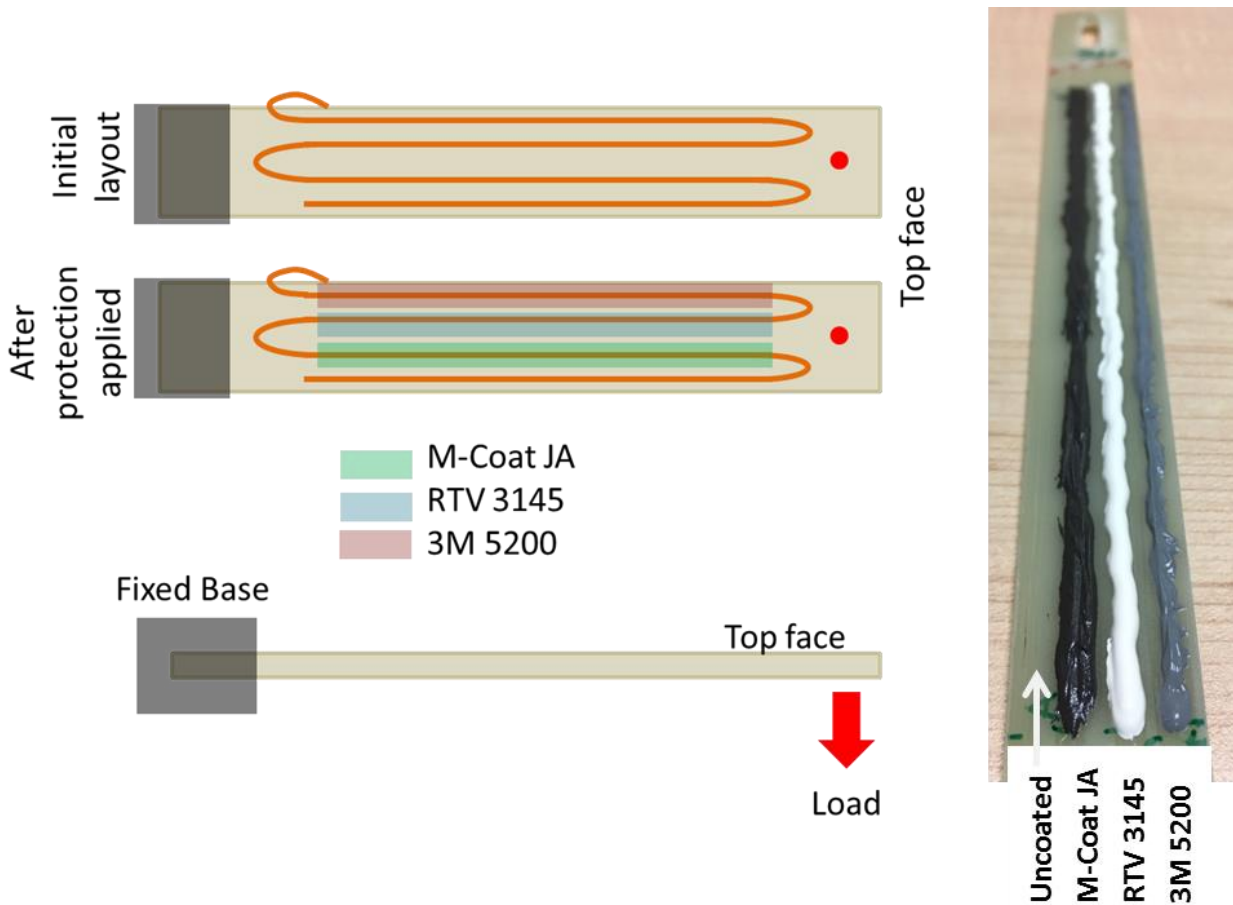 Initial
layout
Top face
After
protection
applied
M-Coat JA
RTV 3145
3M 5200
Fixed Base
Top face
Load
Uncoated
M-Coat JA
RTV 3145
3M 5200